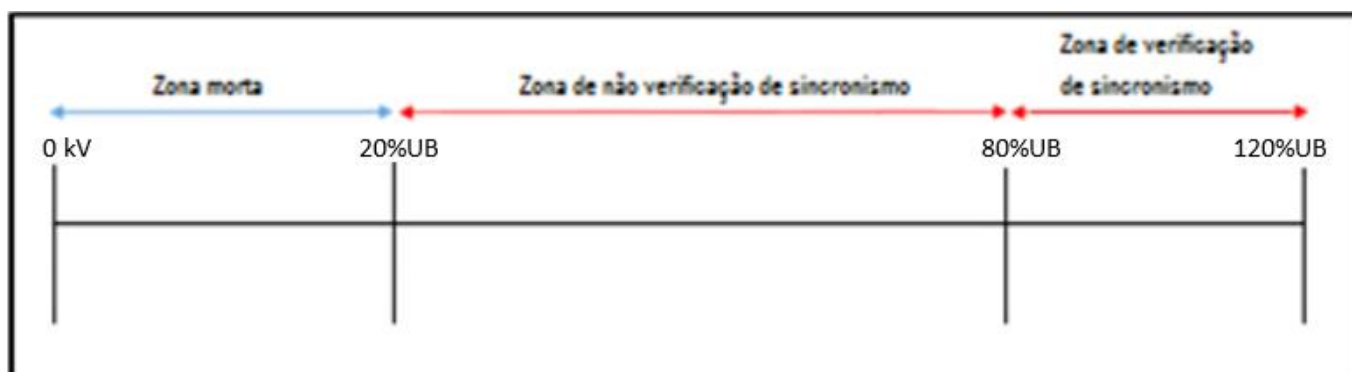 Zona de verificação
de sincronismo
Zona morta
Zona de não verificação de sincronismo
0 kV
20%UB
80%UB
120%UB